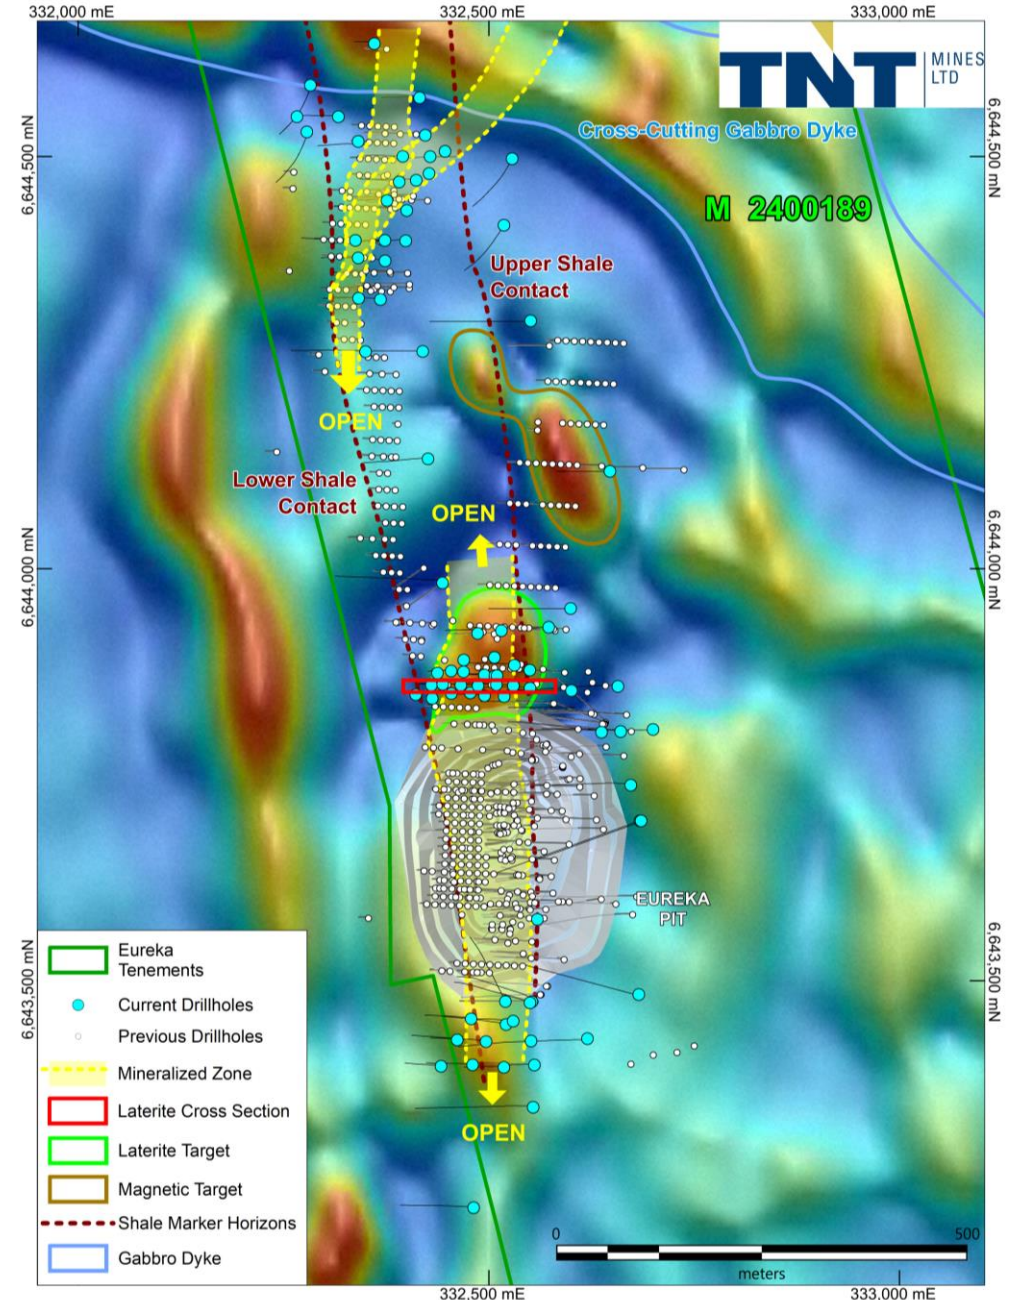 332,000 mE
332,500 mE
333,000 mE
TNT
MINES
LTD
6,644,500 mN
6,644,500 mN
Cross-Cutting Gabbro Dyke
M 2400189
Upper Shale
Contact
OPEN
Lower Shale
Contact
OPEN
6,644,000 mN
6,644,000 mN
EUREKA
PIT
6,643,500 mN
6,643,500 mN
OPEN
Eureka
Tenements
Current Drillholes
Previous Drillholes
Mineralized Zone
Laterite Cross Section
Laterite Target
Magnetic Target
Shale Marker Horizons
Gabbro Dyke
0
500
meters
332,500 mE
333,000 mE